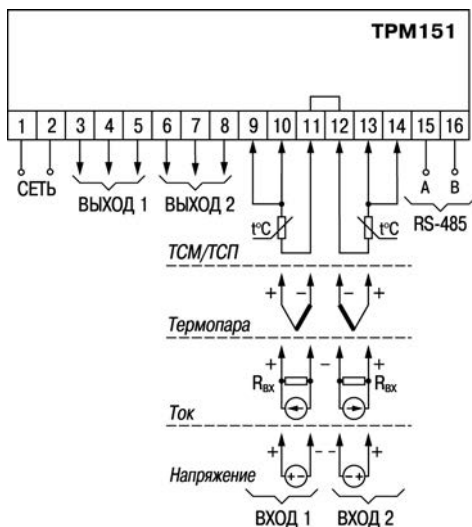 ТРМ151
1 2 3 4 5 6 7 8 9 10 11 12 13 14 15 16
СЕТЬ ВЫХОД 1 ВЫХОД 2 A B
RS-485
t°C t°C
ТСМ/ТСП
+ - - +
Термопара
+ - +
Rвх Rвх
Ток
+ - - +
Напряжение + - - +
ВХОД 1 ВХОД 2